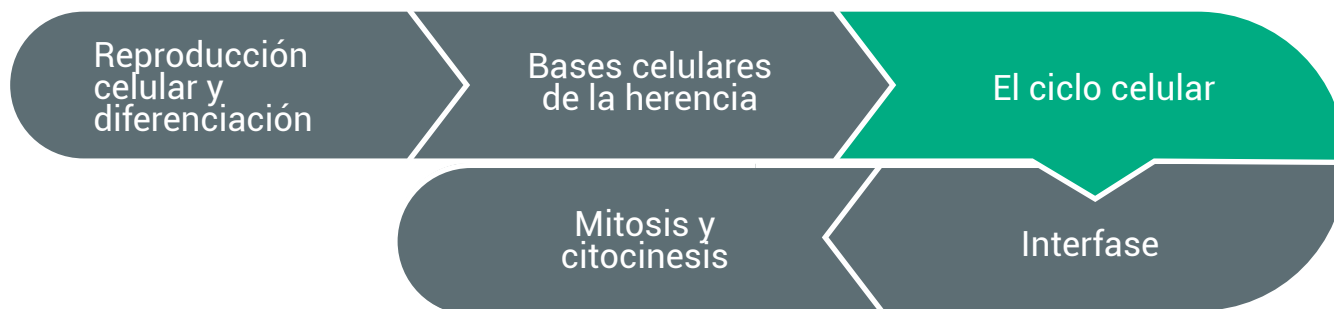 Reproducción
celular y
diferenciación
Bases celulares
de la herencia
El ciclo celular
Interfase
Mitosis y
citocinesis